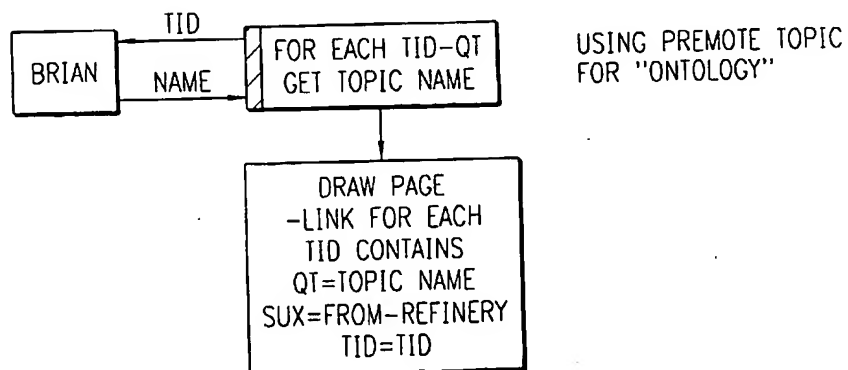 TID
BRIAN
NAME
FOR EACH TID-QT
GET TOPIC NAME
USING PREMOTE TOPIC
FOR "ONTOLOGY"
DRAW PAGE
-LINK FOR EACH
TID CONTAINS
QT=TOPIC NAME
SUX=FROM-REFINERY
TID=TID